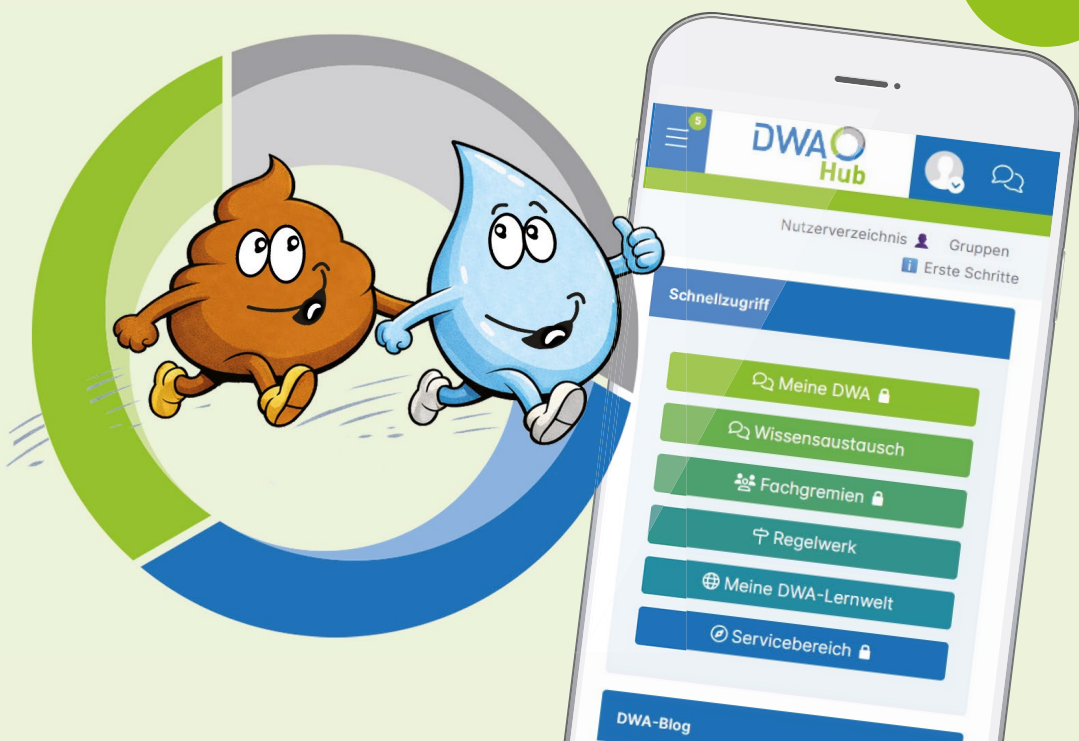 5
DWA
Hub
Nutzerverzeichnis Gruppen
i Erste Schritte
Schnellzugriff
Meine DWA
Wissensaustausch
Fachgremien
Regelwerk
Meine DWA-Lernwelt
Servicebereich
DWA-Blog